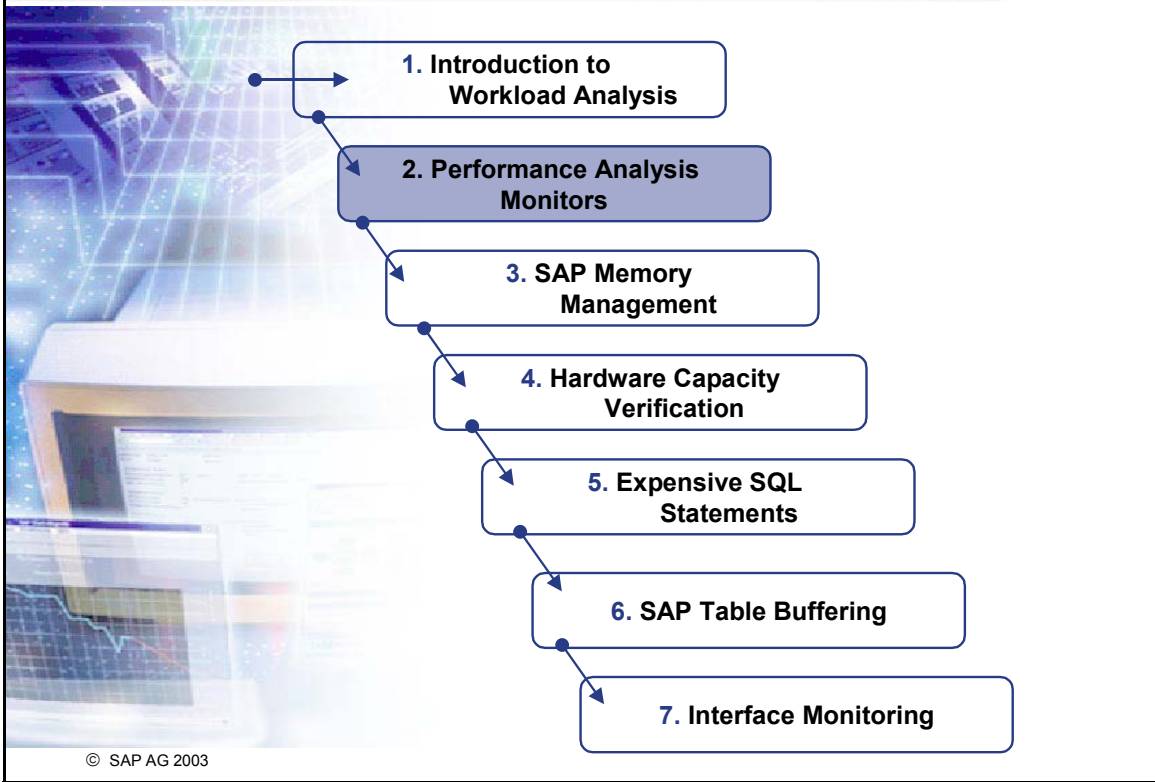 1. Introduction to
Workload Analysis
2. Performance Analysis
Monitors
3. SAP Memory
Management
4. Hardware Capacity
Verification
5. Expensive SQL
Statements
6. SAP Table Buffering
7. Interface Monitoring
© SAP AG 2003